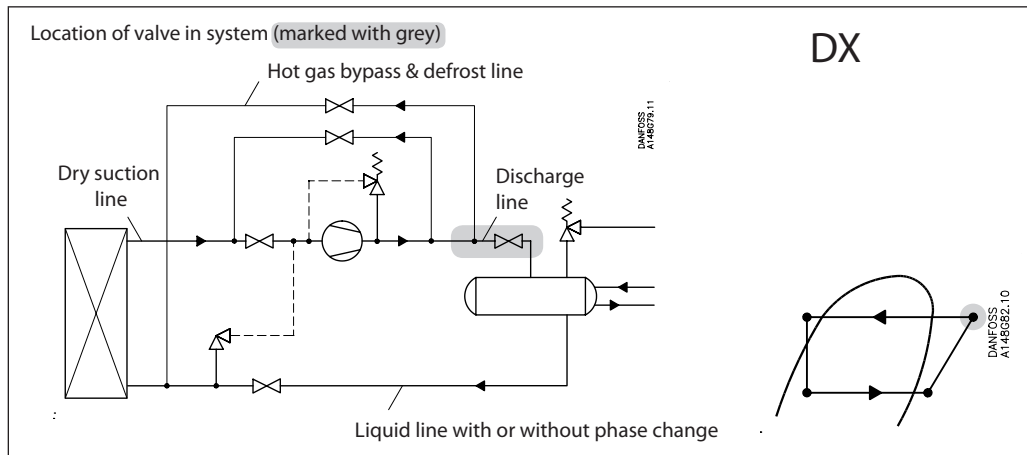 Location of valve in system (marked with grey)
DX
Hot gas bypass & defrost line
DANFOSS
A148G79.11
Dry suction
line
Discharge
line
DANFOSS
A148G82.10
Liquid line with or without phase change